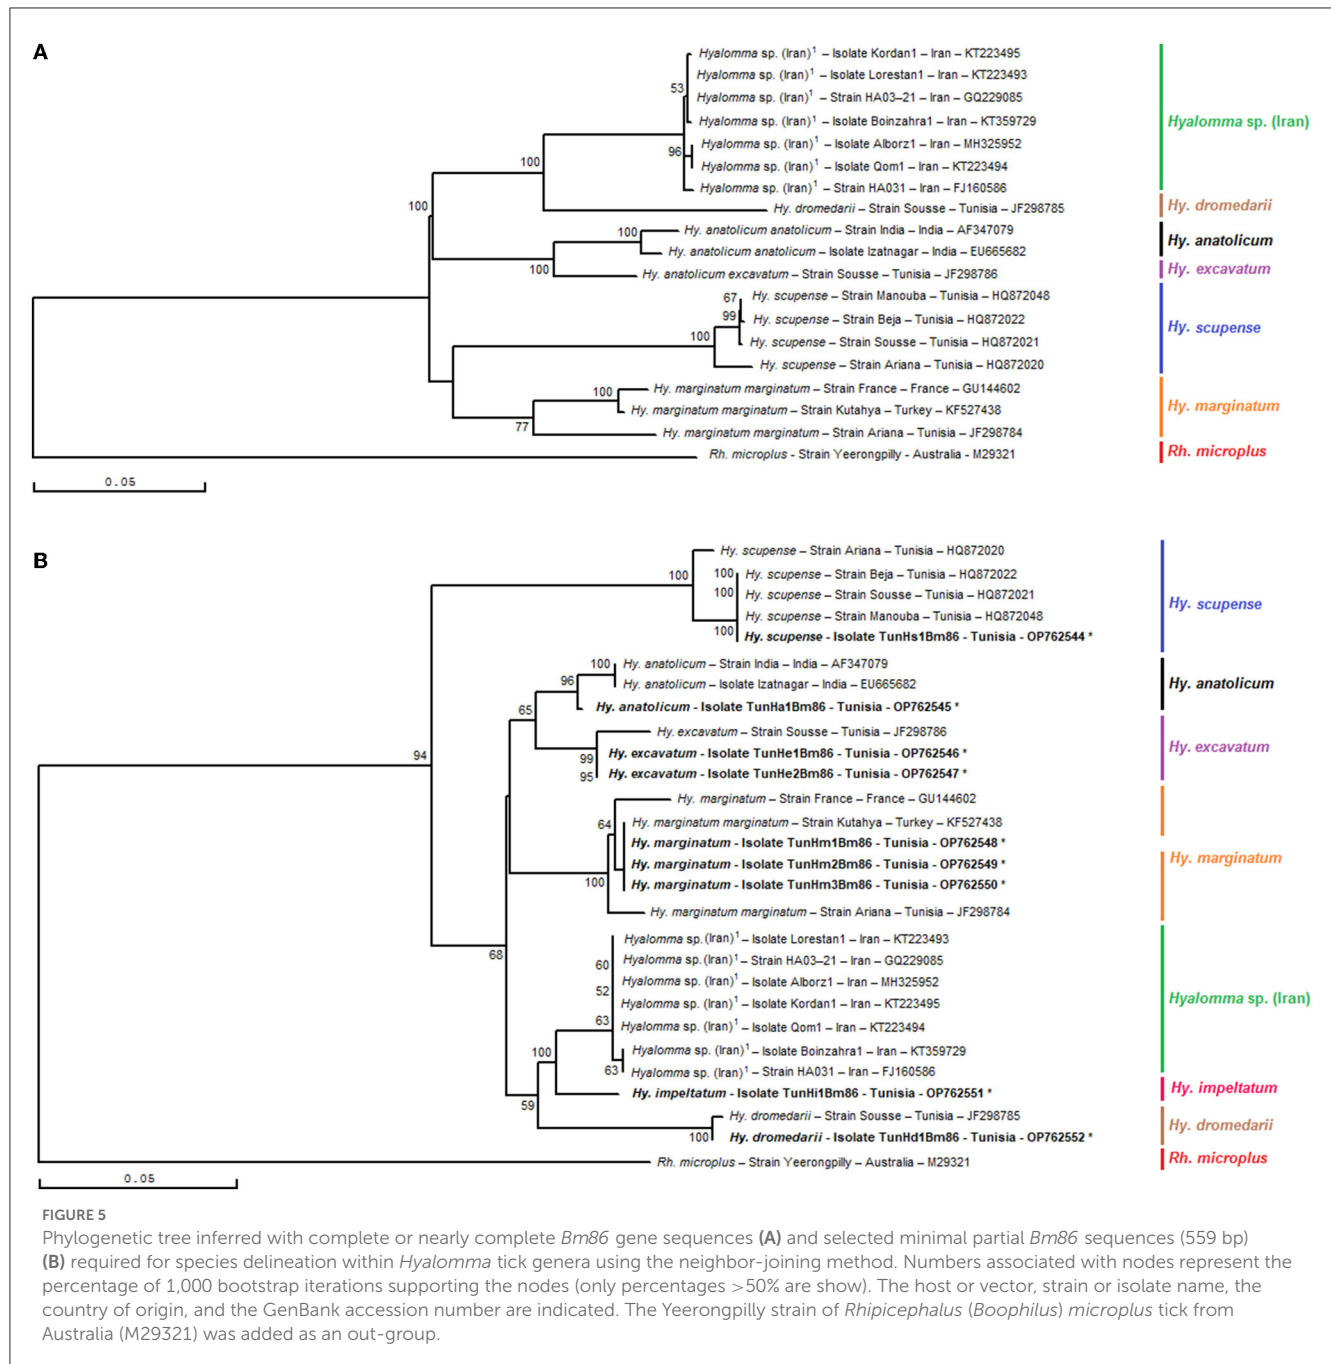 A
Hyalomma sp. (Iran)¹ – Isolate Kordan1 – Iran – KT223495
Hyalomma sp. (Iran)¹ – Isolate Lorestan1 – Iran – KT223493
53
Hyalomma sp. (Iran)¹ – Strain HA03–21 – Iran – GQ229085
Hyalomma sp. (Iran)¹ – Isolate Boinzahra1 – Iran – KT359729
Hyalomma sp. (Iran)
Hyalomma sp. (Iran)¹ – Isolate Alborz1 – Iran – MH325952
96
Hyalomma sp. (Iran)¹ – Isolate Qom1 – Iran – KT223494
100
Hyalomma sp. (Iran)¹ – Strain HA031 – Iran – FJ160586
100
Hy. dromedarii – Strain Sousse – Tunisia – JF298785
Hy. dromedarii
100
Hy. anatolicum anatolicum – Strain India – India – AF347079
Hy. anatolicum anatolicum – Isolate Izatnagar – India – EU665682
Hy. anatolicum
100
Hy. anatolicum excavatum – Strain Sousse – Tunisia – JF298786
Hy. excavatum
67
Hy. scupense – Strain Manouba – Tunisia – HQ872048
99
Hy. scupense – Strain Beja – Tunisia – HQ872022
Hy. scupense
100
Hy. scupense – Strain Sousse – Tunisia – HQ872021
Hy. scupense – Strain Ariana – Tunisia – HQ872020
100
Hy. marginatum marginatum – Strain France – France – GU144602
Hy. marginatum marginatum – Strain Kutahya – Turkey – KF527438
Hy. marginatum
77
Hy. marginatum marginatum – Strain Ariana – Tunisia – JF298784
Rh. microplus - Strain Yeerongpilly - Australia - M29321
Rh. microplus
0.05
B
Hy. scupense – Strain Ariana – Tunisia – HQ872020
100
100
Hy. scupense – Strain Beja – Tunisia – HQ872022
100
Hy. scupense – Strain Sousse – Tunisia – HQ872021
Hy. scupense
Hy. scupense – Strain Manouba – Tunisia – HQ872048
100
Hy. scupense - Isolate TunHs1Bm86 - Tunisia - OP762544 *
100
Hy. anatolicum – Strain India – India – AF347079
96
Hy. anatolicum – Isolate Izatnagar – India – EU665682
Hy. anatolicum
65
Hy. anatolicum - Isolate TunHa1Bm86 - Tunisia - OP762545 *
Hy. excavatum – Strain Sousse – Tunisia – JF298786
94
99
Hy. excavatum - Isolate TunHe1Bm86 - Tunisia - OP762546 *
Hy. excavatum
95
Hy. excavatum - Isolate TunHe2Bm86 - Tunisia - OP762547 *
Hy. marginatum – Strain France – France – GU144602
64
Hy. marginatum marginatum – Strain Kutahya – Turkey – KF527438
Hy. marginatum - Isolate TunHm1Bm86 - Tunisia - OP762548 *
Hy. marginatum
Hy. marginatum - Isolate TunHm2Bm86 - Tunisia - OP762549 *
100
Hy. marginatum - Isolate TunHm3Bm86 - Tunisia - OP762550 *
Hy. marginatum marginatum – Strain Ariana – Tunisia – JF298784
Hyalomma sp. (Iran)¹ – Isolate Lorestan1 – Iran – KT223493
68
60
Hyalomma sp. (Iran)¹ – Strain HA03–21 – Iran – GQ229085
Hyalomma sp. (Iran)¹ – Isolate Alborz1 – Iran – MH325952
52
Hyalomma sp. (Iran)¹ – Isolate Kordan1 – Iran – KT223495
Hyalomma sp. (Iran)
63
Hyalomma sp. (Iran)¹ – Isolate Qom1 – Iran – KT223494
100
Hyalomma sp. (Iran)¹ – Isolate Boinzahra1 – Iran – KT359729
63
Hyalomma sp. (Iran)¹ – Strain HA031 – Iran – FJ160586
Hy. impeltatum - Isolate TunHi1Bm86 - Tunisia - OP762551 *
Hy. impeltatum
59
Hy. dromedarii – Strain Sousse – Tunisia – JF298785
100
Hy. dromedarii - Isolate TunHd1Bm86 - Tunisia - OP762552 *
Hy. dromedarii
Rh. microplus – Strain Yeerongpilly – Australia – M29321
Rh. microplus
0.05
FIGURE 5
Phylogenetic tree inferred with complete or nearly complete Bm86 gene sequences (A) and selected minimal partial Bm86 sequences (559 bp)
(B) required for species delineation within Hyalomma tick genera using the neighbor-joining method. Numbers associated with nodes represent the
percentage of 1,000 bootstrap iterations supporting the nodes (only percentages >50% are show). The host or vector, strain or isolate name, the
country of origin, and the GenBank accession number are indicated. The Yeerongpilly strain of Rhipicephalus (Boophilus) microplus tick from
Australia (M29321) was added as an out-group.